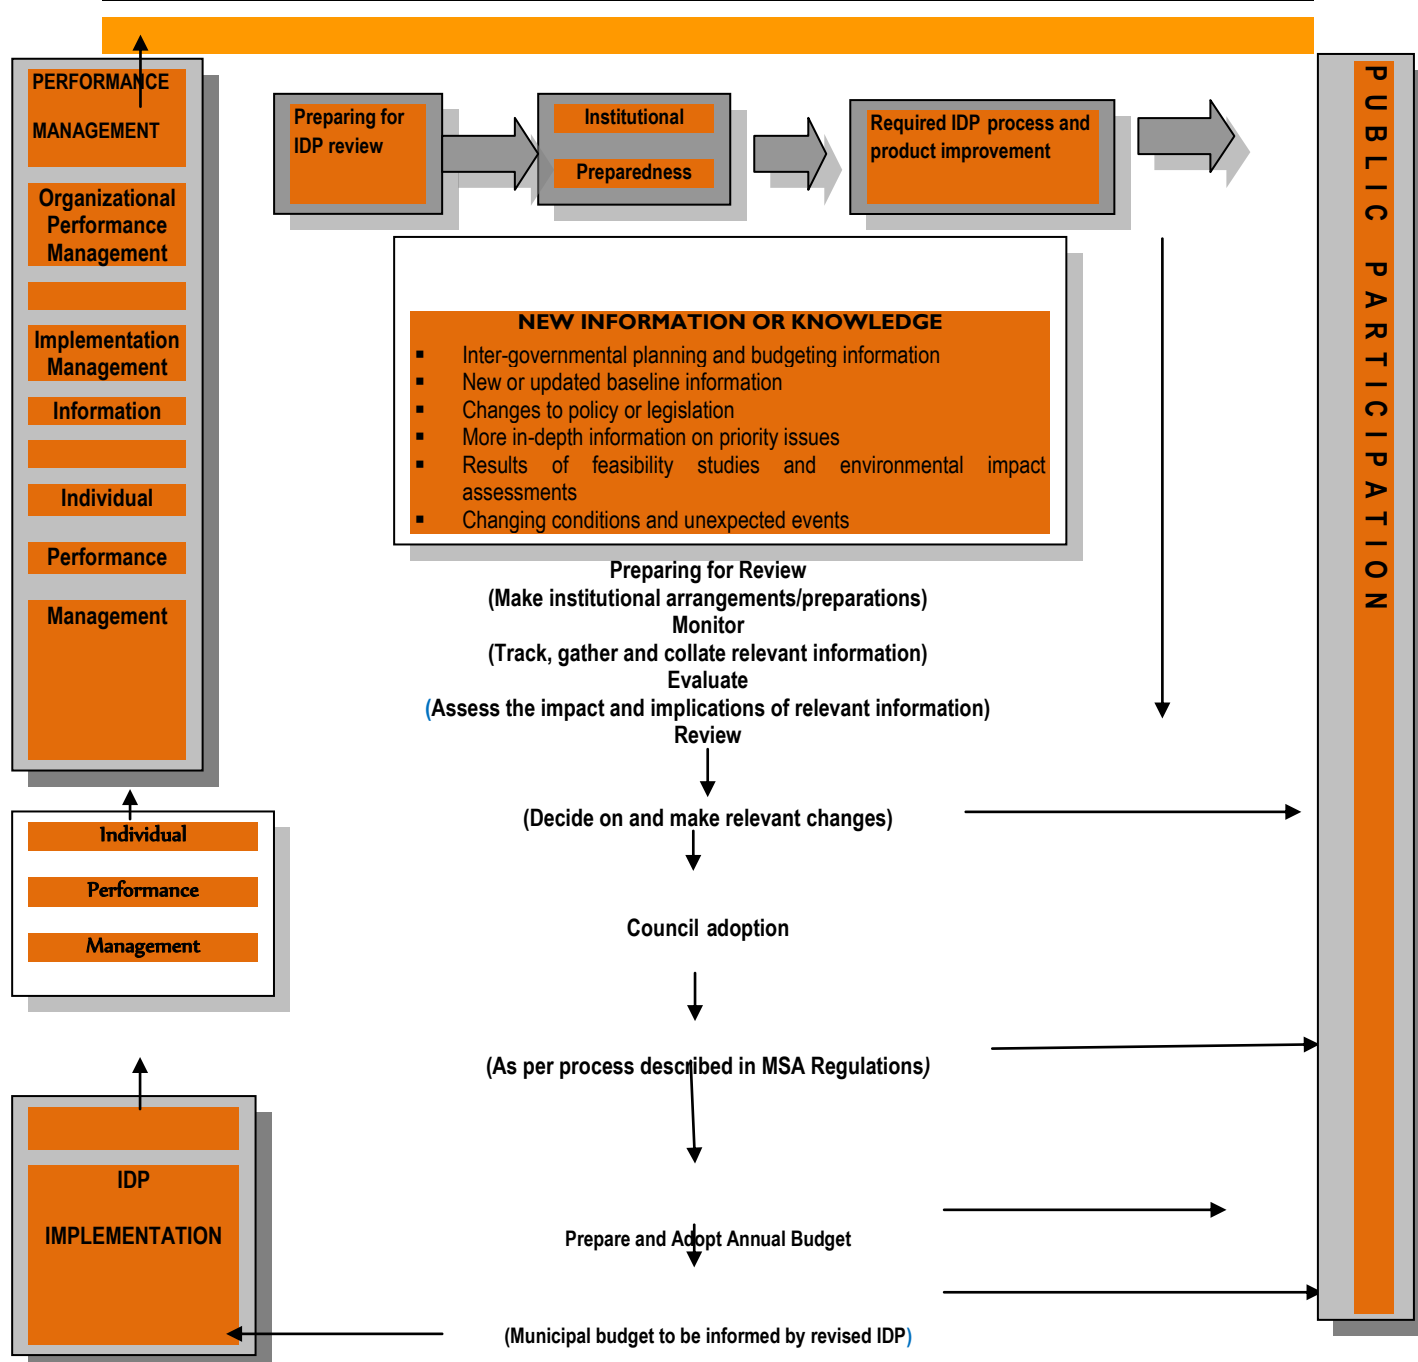 PERFORMANCE
MANAGEMENT
Organizational
Performance
Management
Implementation
Management
Information
Individual
Performance
Management
Individual
Performance
Management
IDP
IMPLEMENTATION
Preparing for
IDP review
Institutional
Preparedness
Required IDP process and
product improvement
NEW INFORMATION OR KNOWLEDGE
▪ Inter-governmental planning and budgeting information
▪ New or updated baseline information
▪ Changes to policy or legislation
▪ More in-depth information on priority issues
▪ Results of feasibility studies and environmental impact
assessments
▪ Changing conditions and unexpected events
Preparing for Review
(Make institutional arrangements/preparations)
Monitor
(Track, gather and collate relevant information)
Evaluate
(Assess the impact and implications of relevant information)
Review
(Decide on and make relevant changes)
Council adoption
(As per process described in MSA Regulations)
Prepare and Adopt Annual Budget
(Municipal budget to be informed by revised IDP)
PUBLIC PARTICIPATION